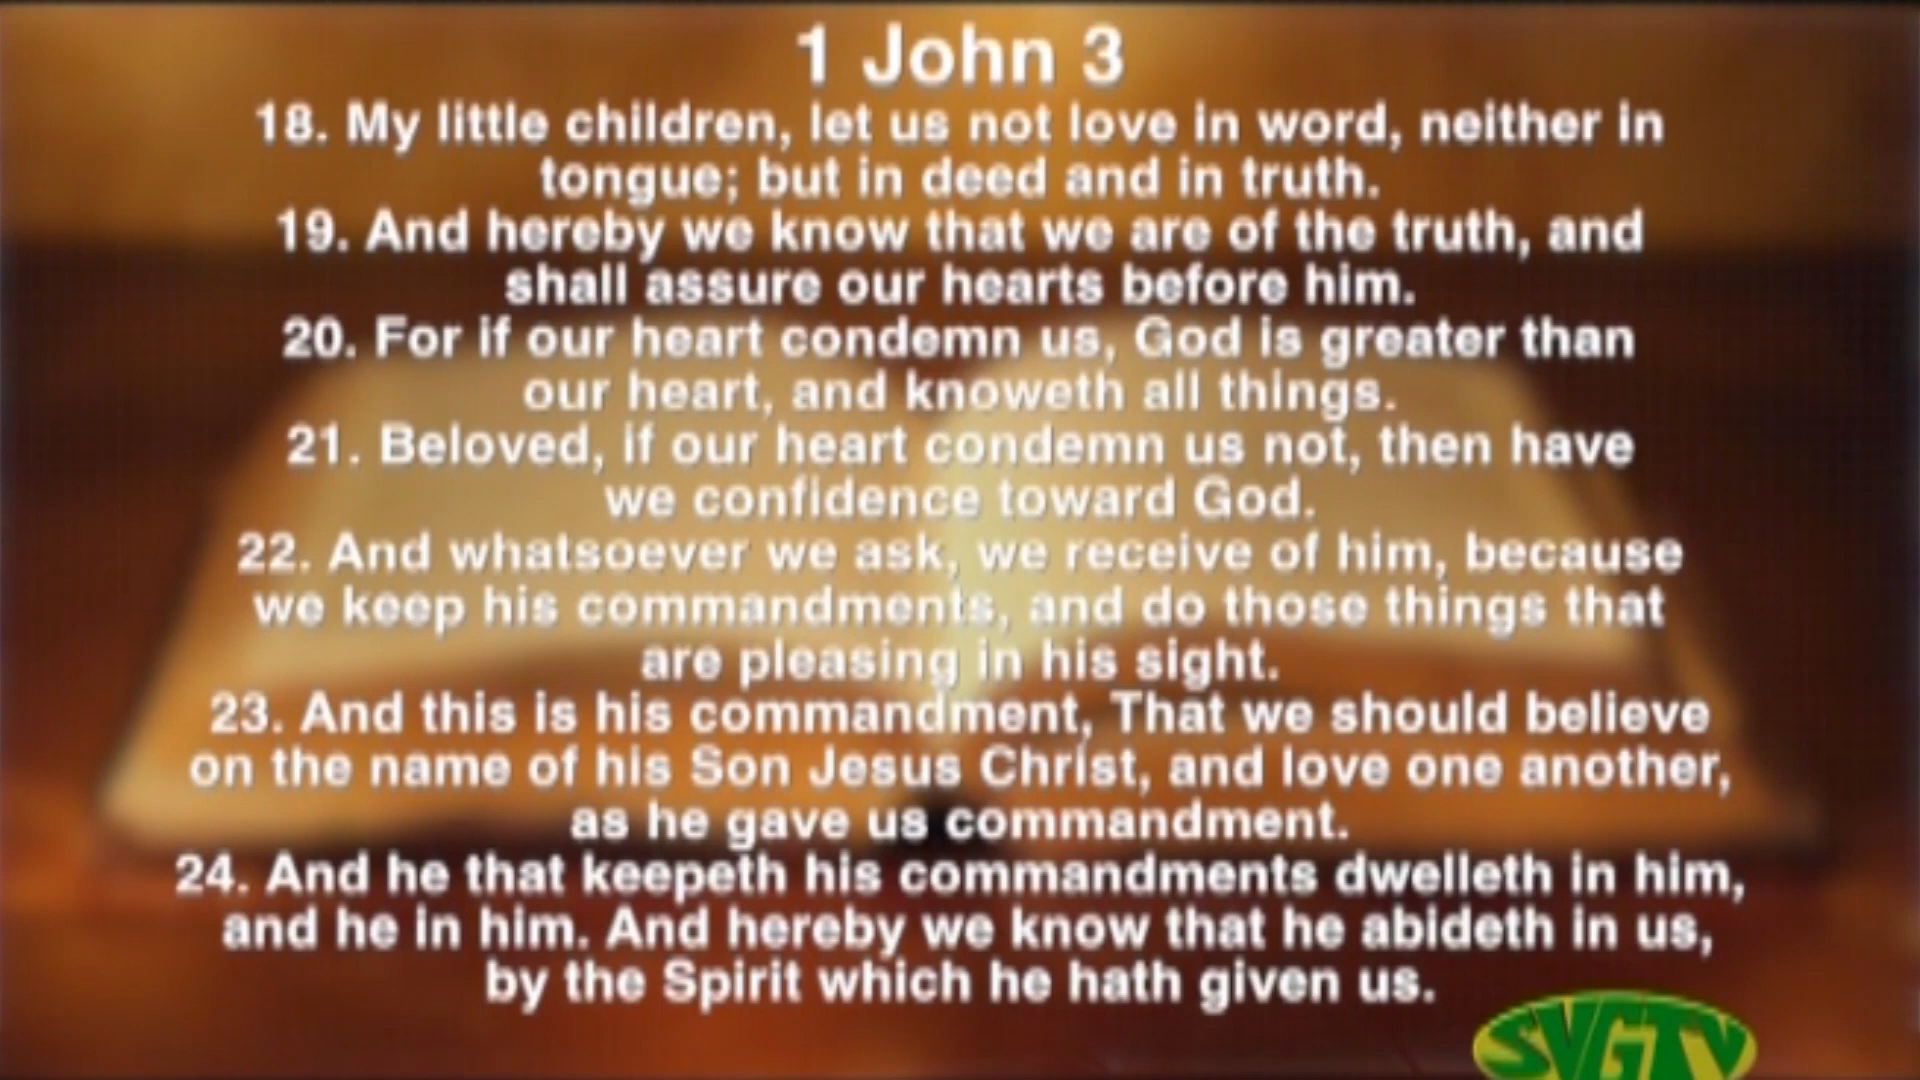 1 John 3
18. My little children, let us not love in word, neither in
tongue; but in deed and in truth.
19. And hereby we know that we are of the truth, and
shall assure our hearts before him.
20. For if our heart condemn us, God is greater than
our heart, and knoweth all things.
21. Beloved, if our heart condemn us not, then have
we confidence toward God.
22. And whatsoever we ask, we receive of him, because
we keep his commandments, and do those things that
are pleasing in his sight.
23. And this is his commandment, That we should believe
on the name of his Son Jesus Christ, and love one another,
as he gave us commandment.
24. And he that keepeth his commandments dwelleth in him,
and he in him. And hereby we know that he abideth in us,
by the Spirit which he hath given us.
SVGTV